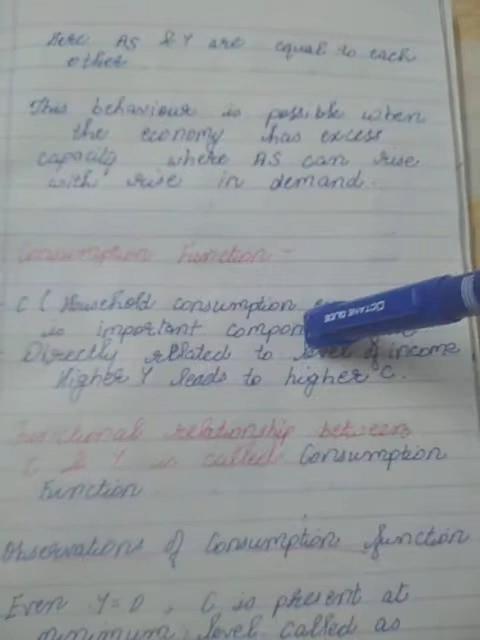 Here AS & Y are equal to each
other
This behaviour is possible when
the economy has excess
capacity where AS can rise
with rise in demand.
Consumption Function -
C ( Household consumption
is important
Directly related to level of income
Higher Y leads to higher C.
Functional relationship between
C & Y is called Consumption
Function
Observations of Consumption function
Even Y=0, C is present at
minimum level called as
OCTANE GLIDE